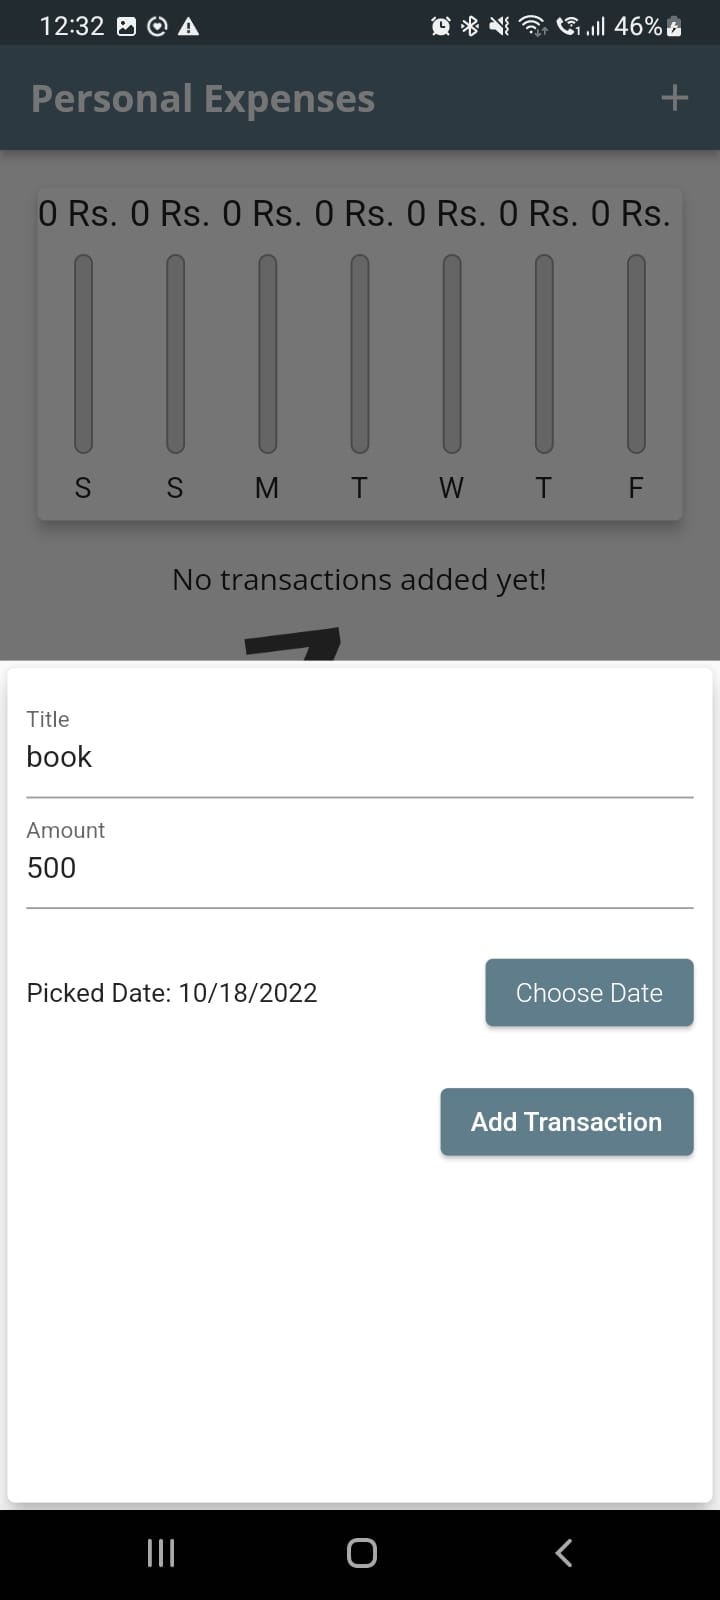 12:32 46%
Personal Expenses +
0 Rs. 0 Rs. 0 Rs. 0 Rs. 0 Rs. 0 Rs. 0 Rs.
S S M T W T F
No transactions added yet!
Title
book
Amount
500
Picked Date: 10/18/2022 Choose Date
Add Transaction